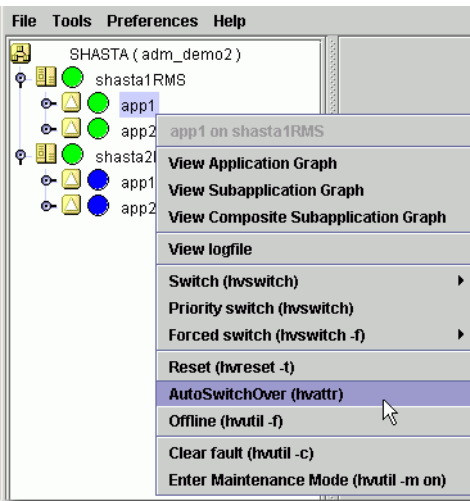 File Tools Preferences Help
SHASTA ( adm_demo2 )
shasta1RMS
app1
app2
app1 on shasta1RMS
View Application Graph
View Subapplication Graph
View Composite Subapplication Graph
View logfile
Switch (hvswitch)
Priority switch (hvswitch)
Forced switch (hvswitch -f)
Reset (hvreset -t)
AutoSwitchOver (hvattr)
Offline (hvutil -f)
Clear fault (hvutil -c)
Enter Maintenance Mode (hvutil -m on)
shasta2
app1
app2